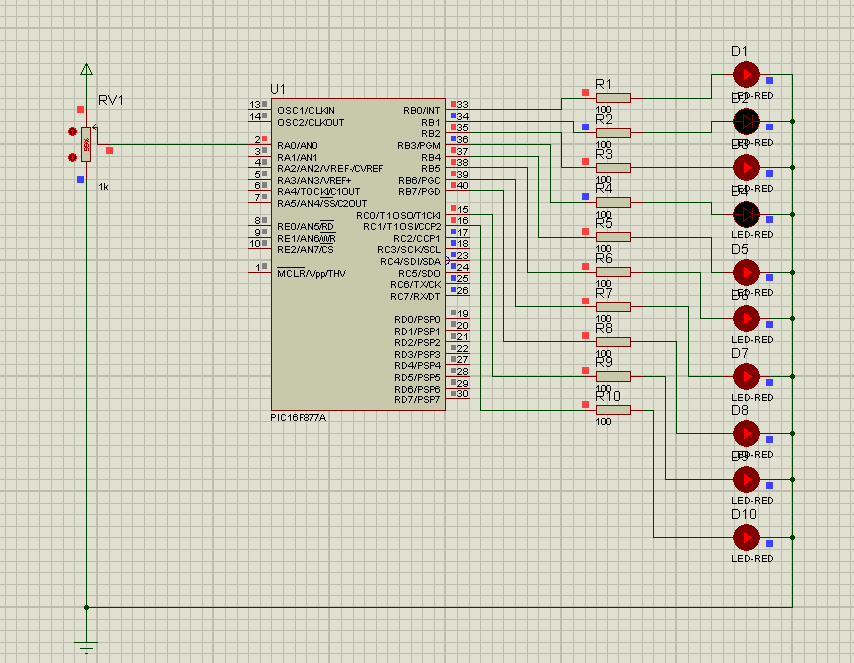 RV1
99%
1k
U1
13 OSC1/CLKIN
14 OSC2/CLKOUT
2 RA0/AN0
3 RA1/AN1
4 RA2/AN2/VREF-/CVREF
5 RA3/AN3/VREF+
6 RA4/T0CKI/C1OUT
7 RA5/AN4/SS/C2OUT
8 RE0/AN5/RD
9 RE1/AN6/WR
10 RE2/AN7/CS
1 MCLR/Vpp/THV
RB0/INT 33
RB1 34
RB2 35
RB3/PGM 36
RB4 37
RB5 38
RB6/PGC 39
RB7/PGD 40
RC0/T1OSO/T1CKI 15
RC1/T1OSI/CCP2 16
RC2/CCP1 17
RC3/SCK/SCL 18
RC4/SDI/SDA 23
RC5/SDO 24
RC6/TX/CK 25
RC7/RX/DT 26
RD0/PSP0 19
RD1/PSP1 20
RD2/PSP2 21
RD3/PSP3 22
RD4/PSP4 27
RD5/PSP5 28
RD6/PSP6 29
RD7/PSP7 30
PIC16F877A
R1
100
R2
100
R3
100
R4
100
R5
R6
100
R7
100
R8
100
R9
100
R10
100
D1
LED-RED
D2
D3
LED-RED
D4
LED-RED
D5
LED-RED
D6
LED-RED
D7
LED-RED
D8
LED-RED
D9
LED-RED
D10
LED-RED